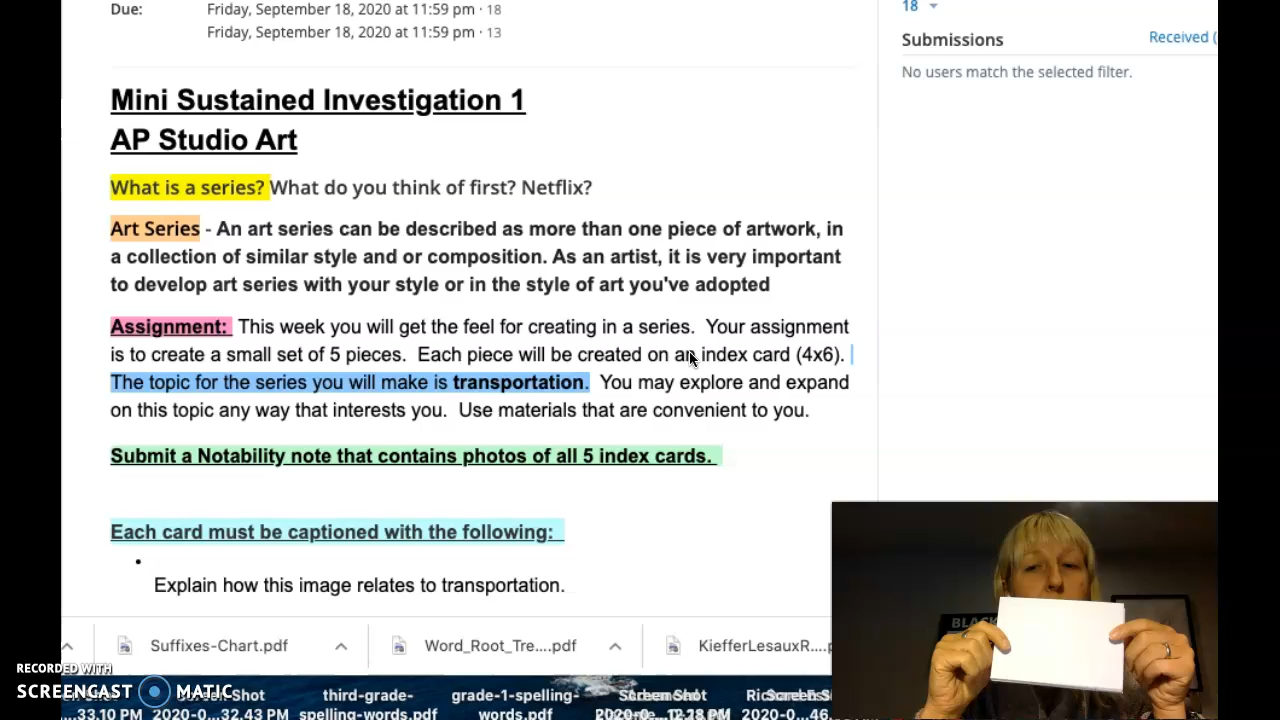 Due:
Friday, September 18, 2020 at 11:59 pm · 18
Friday, September 18, 2020 at 11:59 pm · 13
18
Submissions
Received (
No users match the selected filter.
Mini Sustained Investigation 1
AP Studio Art
What is a series? What do you think of first? Netflix?
Art Series - An art series can be described as more than one piece of artwork, in
a collection of similar style and or composition. As an artist, it is very important
to develop art series with your style or in the style of art you've adopted
Assignment: This week you will get the feel for creating in a series. Your assignment
is to create a small set of 5 pieces. Each piece will be created on an index card (4x6).
The topic for the series you will make is transportation. You may explore and expand
on this topic any way that interests you. Use materials that are convenient to you.
Submit a Notability note that contains photos of all 5 index cards.
Each card must be captioned with the following:
• 
Explain how this image relates to transportation.
BLACK
Suffixes-Chart.pdf
Word_Root_Tre....pdf
KiefferLesauxR....p
RECORDED WITH
SCREENCAST MATIC
Shot
third-grade-
grade-1-spelling-
33.10 PM
2020-0...32.43 PM
spelling-words.pdf
words.pdf